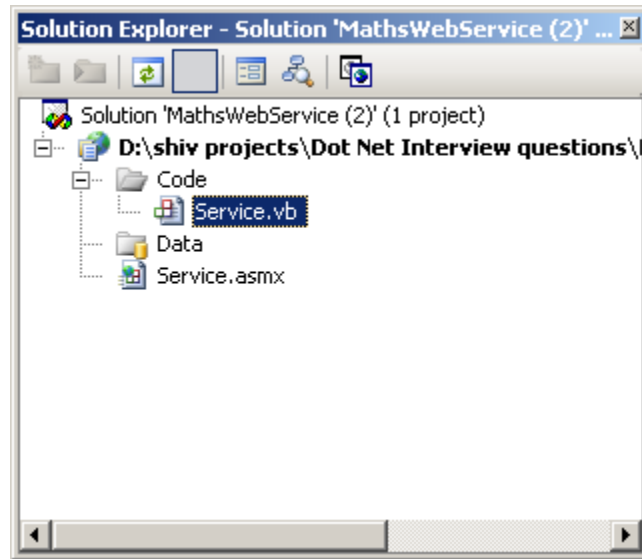 Solution Explorer - Solution 'MathsWebService (2)' ...
Solution 'MathsWebService (2)' (1 project)
D:\shiv projects\Dot Net Interview questions\
Code
Service.vb
Data
Service.asmx